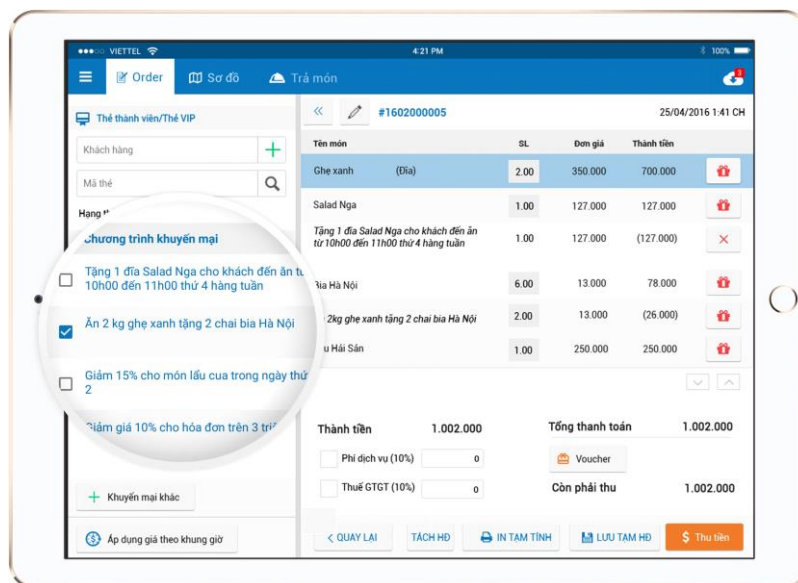 VIETTEL
4:21 PM
100%
Order
Sơ đồ
Trả món
3
Thẻ thành viên/Thẻ VIP
Khách hàng
Mã thẻ
Hạng
Chương trình khuyến mại
Tặng 1 đĩa Salad Nga cho khách đến ăn từ
10h00 đến 11h00 thứ 4 hàng tuần
Ăn 2 kg ghẹ xanh tặng 2 chai bia Hà Nội
Giảm 15% cho món lẩu cua trong ngày thứ
2
Giảm giá 10% cho hóa đơn trên 3
Khuyến mại khác
Áp dụng giá theo khung giờ
#1602000005
25/04/2016 1:41 CH
Tên món SL Đơn giá Thành tiền
Ghẹ xanh (Đĩa) 2.00 350.000 700.000
Salad Nga 1.00 127.000 127.000
Tặng 1 đĩa Salad Nga cho khách đến ăn
từ 10h00 đến 11h00 thứ 4 hàng tuần 1.00 127.000 (127.000)
Bia Hà Nội 6.00 13.000 78.000
2kg ghẹ xanh tặng 2 chai bia Hà Nội 2.00 13.000 (26.000)
Hải Sản 1.00 250.000 250.000
Thành tiền 1.002.000
Phí dịch vụ (10%) 0
Thuế GTGT (10%) 0
Tổng thanh toán 1.002.000
Voucher
Còn phải thu 1.002.000
QUAY LẠI
TÁCH HĐ
IN TẠM TÍNH
LƯU TẠM HĐ
$ Thu tiền